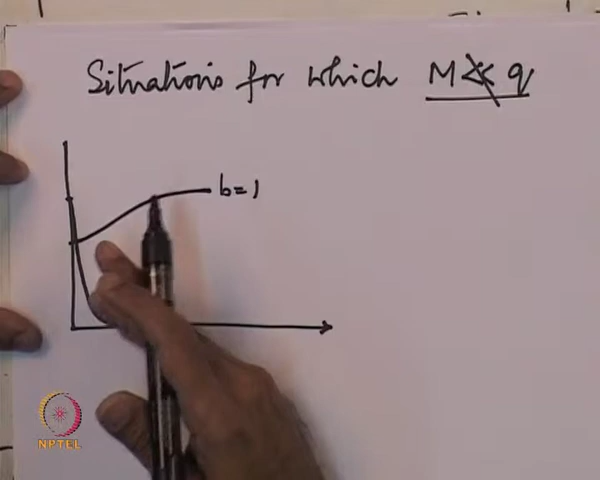 Situations for which M ≪̸ q
b=1
NPTEL